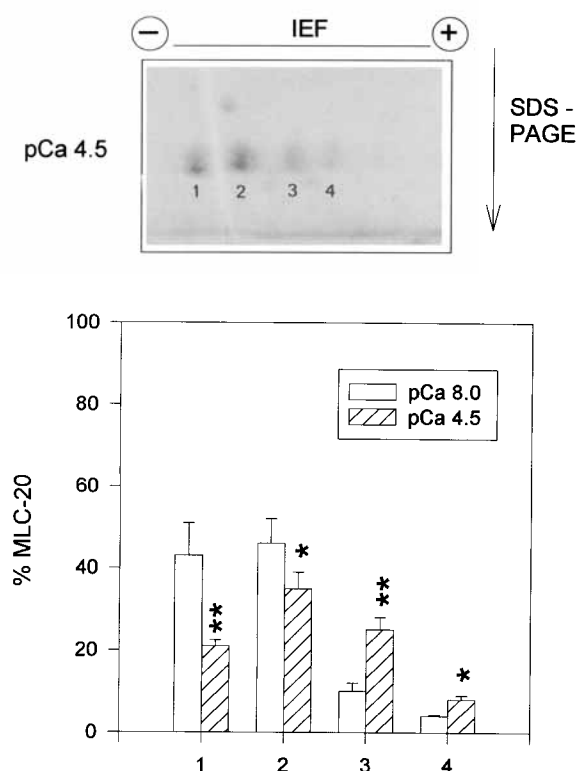 − IEF +
SDS -
PAGE
pCa 4.5
1 2 3 4
100
80
60
40
20
0
% MLC-20
pCa 8.0
pCa 4.5
** * ** *
1 2 3 4